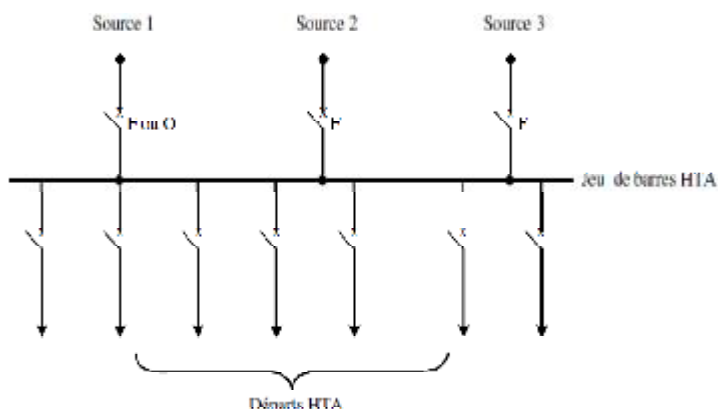 Source 1
Source 2
Source 3
F ou O
F
F
Jeu de barres HTA
Départs HTA